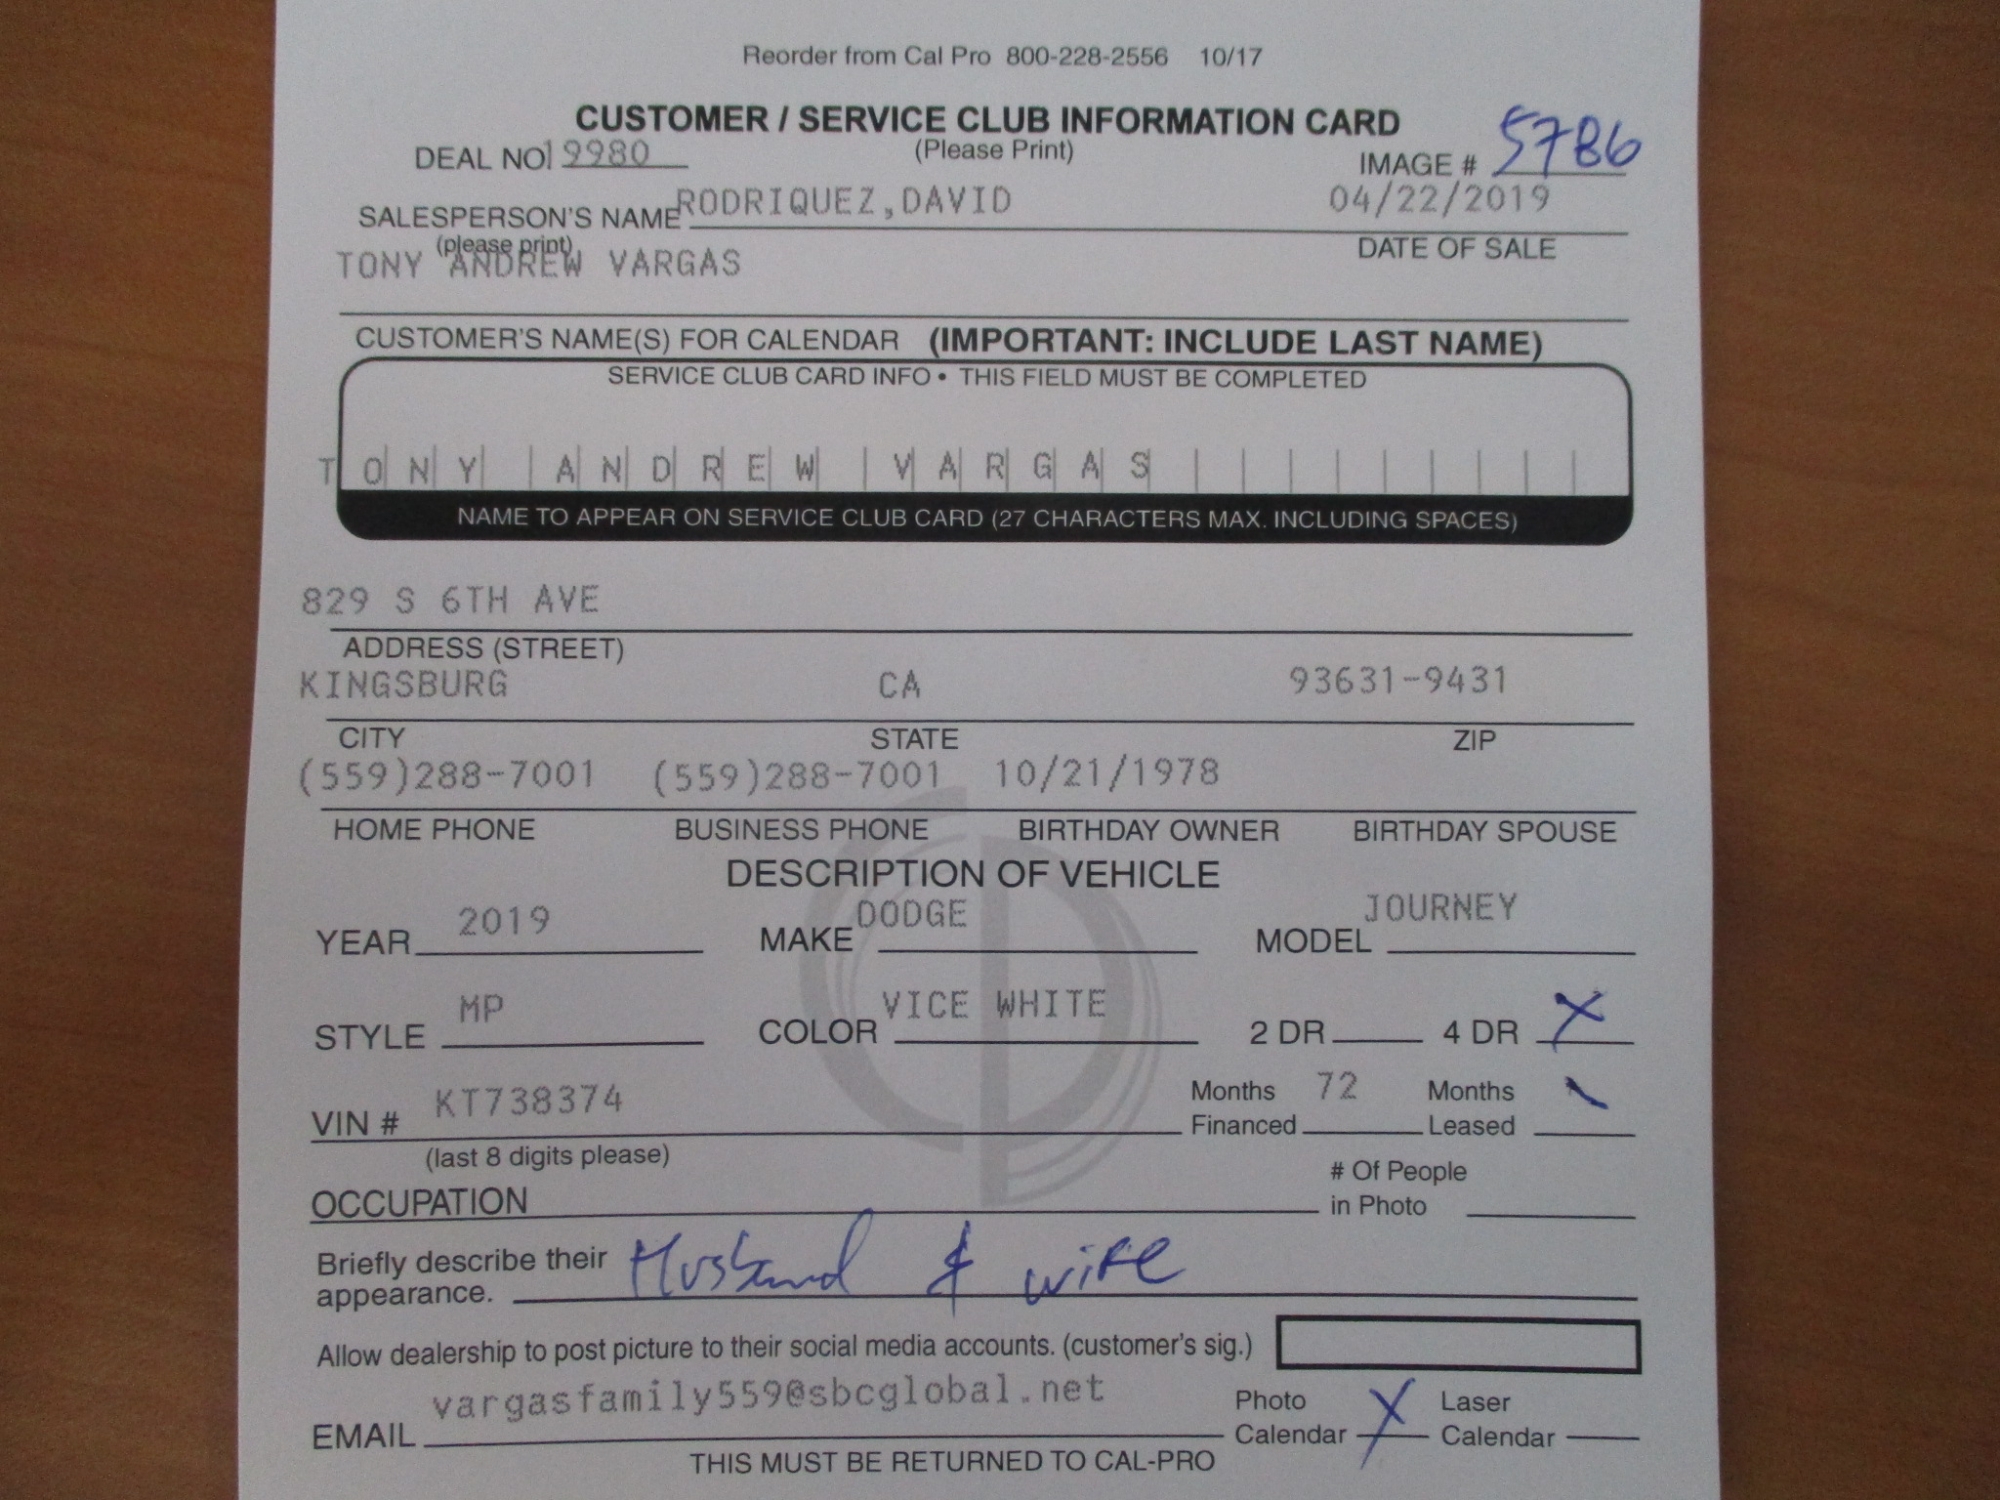 Reorder from Cal Pro 800-228-2556 10/17
CUSTOMER / SERVICE CLUB INFORMATION CARD
DEAL NO 19980 (Please Print) IMAGE # 5786
SALESPERSON'S NAME RODRIQUEZ,DAVID 04/22/2019
(please print) DATE OF SALE
TONY ANDREW VARGAS
CUSTOMER'S NAME(S) FOR CALENDAR (IMPORTANT: INCLUDE LAST NAME)
SERVICE CLUB CARD INFO • THIS FIELD MUST BE COMPLETED
TONY ANDREW VARGAS
NAME TO APPEAR ON SERVICE CLUB CARD (27 CHARACTERS MAX. INCLUDING SPACES)
829 S 6TH AVE
ADDRESS (STREET)
KINGSBURG CA 93631-9431
CITY STATE ZIP
(559)288-7001 (559)288-7001 10/21/1978
HOME PHONE BUSINESS PHONE BIRTHDAY OWNER BIRTHDAY SPOUSE
DESCRIPTION OF VEHICLE
YEAR 2019 MAKE DODGE MODEL JOURNEY
STYLE MP COLOR VICE WHITE 2 DR 4 DR X
VIN # KT738374 Months Financed 72 Months Leased
(last 8 digits please)
OCCUPATION # Of People in Photo
Briefly describe their appearance. Husband & wife
Allow dealership to post picture to their social media accounts. (customer's sig.)
EMAIL vargasfamily559@sbcglobal.net Photo Calendar X Laser Calendar
THIS MUST BE RETURNED TO CAL-PRO